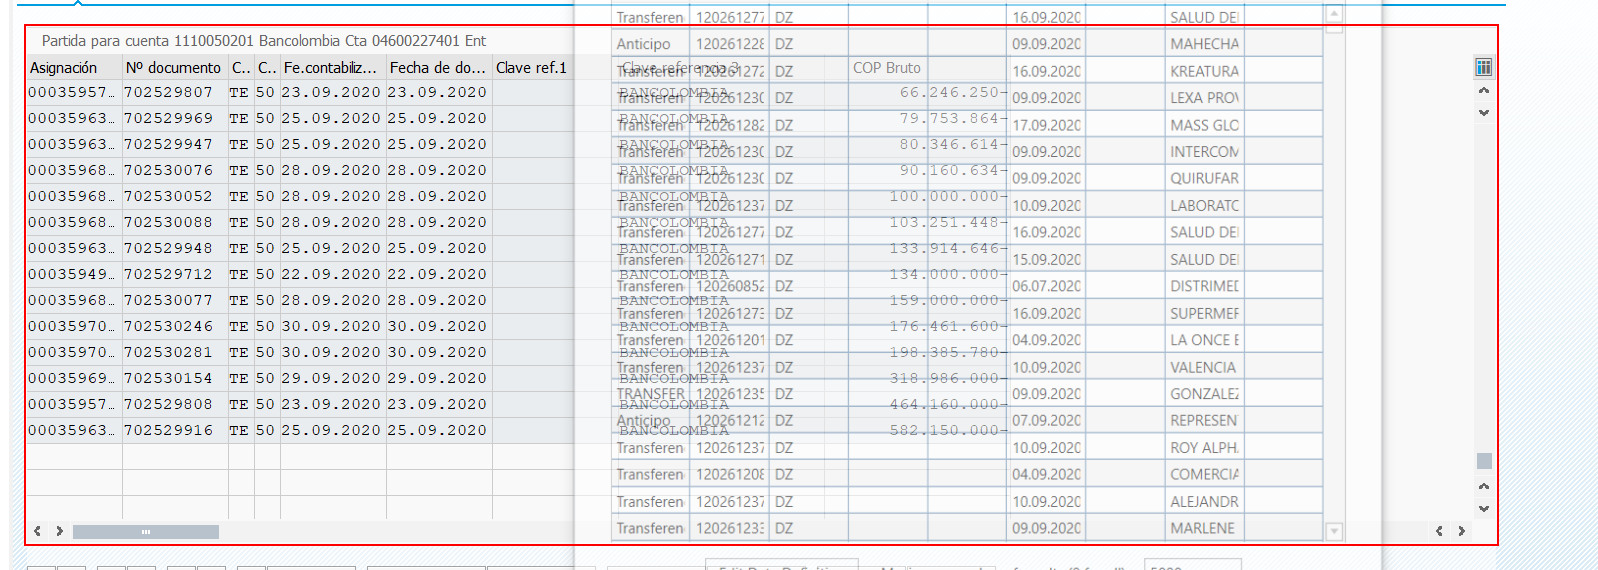 Transferen 120261277 DZ 16.09.2020 SALUD DE
Partida para cuenta 1110050201 Bancolombia Cta 04600227401 Ent
Anticipo 120261228 DZ 09.09.2020 MAHECHA
Asignación Nº documento C.. C.. Fe.contabiliz... Fecha de do... Clave ref.1 Clave referencia 3 COP Bruto
Transferen 12026127 DZ 16.09.2020 KREATURA
00035957… 702529807 TE 50 23.09.2020 23.09.2020 BANCOLOMBIA 66.246.250-
Transferen 12026123 DZ 09.09.2020 LEXA PRO
00035963… 702529969 TE 50 25.09.2020 25.09.2020 BANCOLOMBIA 79.753.864-
Transferen 12026128 DZ 17.09.2020 MASS GLO
00035963… 702529947 TE 50 25.09.2020 25.09.2020 BANCOLOMBIA 80.346.614-
Transferen 12026123 DZ 09.09.2020 INTERCOM
00035968… 702530076 TE 50 28.09.2020 28.09.2020 BANCOLOMBIA 90.160.634-
Transferen 12026123 DZ 09.09.2020 QUIRUFAR
00035968… 702530052 TE 50 28.09.2020 28.09.2020 BANCOLOMBIA 100.000.000-
Transferen 120261237 DZ 10.09.2020 LABORATC
00035968… 702530088 TE 50 28.09.2020 28.09.2020 BANCOLOMBIA 103.251.448-
Transferen 120261277 DZ 16.09.2020 SALUD DE
00035963… 702529948 TE 50 25.09.2020 25.09.2020 BANCOLOMBIA 133.914.646-
Transferen 120261271 DZ 15.09.2020 SALUD DE
00035949… 702529712 TE 50 22.09.2020 22.09.2020 BANCOLOMBIA 134.000.000-
Transferen 120260852 DZ 06.07.2020 DISTRIMED
00035968… 702530077 TE 50 28.09.2020 28.09.2020 BANCOLOMBIA 159.000.000-
Transferen 12026127 DZ 16.09.2020 SUPERMER
00035970… 702530246 TE 50 30.09.2020 30.09.2020 BANCOLOMBIA 176.461.600-
Transferen 120261201 DZ 04.09.2020 LA ONCE E
00035970… 702530281 TE 50 30.09.2020 30.09.2020 BANCOLOMBIA 198.385.780-
Transferen 120261237 DZ 10.09.2020 VALENCIA
00035969… 702530154 TE 50 29.09.2020 29.09.2020 BANCOLOMBIA 318.986.000-
TRANSFER 120261235 DZ 09.09.2020 GONZALEZ
00035957… 702529808 TE 50 23.09.2020 23.09.2020 BANCOLOMBIA 464.160.000-
Anticipo 120261212 DZ 07.09.2020 REPRESEN
00035963… 702529916 TE 50 25.09.2020 25.09.2020 BANCOLOMBIA 582.150.000-
Transferen 120261237 DZ 10.09.2020 ROY ALPH
Transferen 120261208 DZ 04.09.2020 COMERCIA
Transferen 120261237 DZ 10.09.2020 ALEJANDR
Transferen 12026123 DZ 09.09.2020 MARLENE